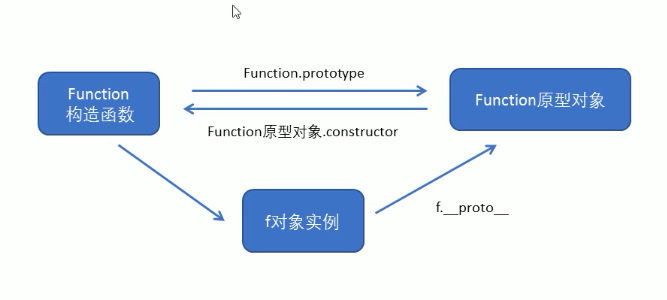 Function.prototype
Function
构造函数
Function原型对象
Function原型对象.constructor
f对象实例
f.__proto__